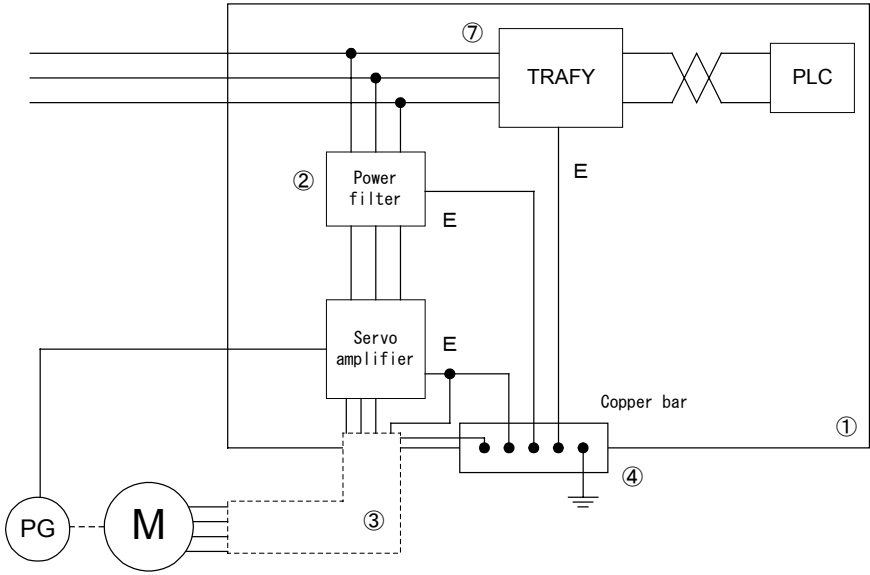 ⑦
TRAFY
PLC
②
Power
filter
E
E
Servo
amplifier
E
Copper bar
①
④
③
PG
M